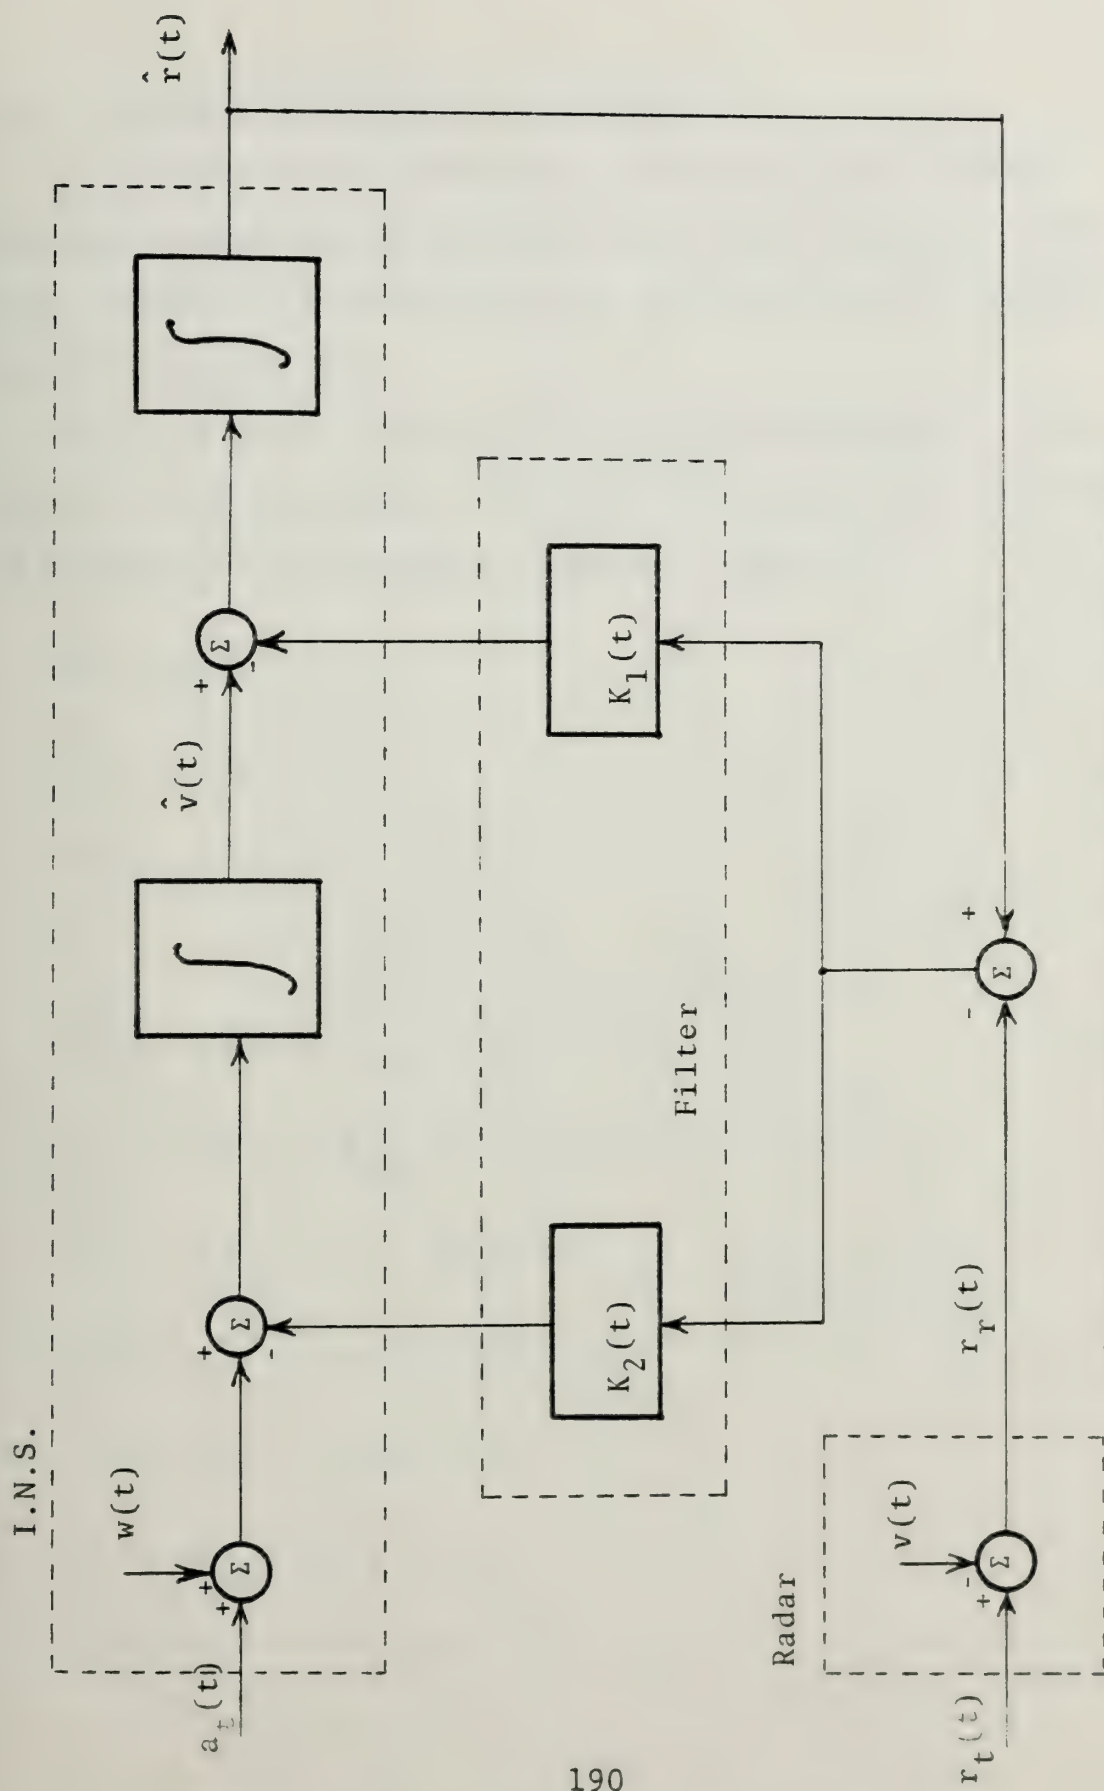 I.N.S.
a_t(t)
w(t)
+
+
Σ
+
-
Σ
∫
v̂(t)
+
-
Σ
∫
r̂(t)
K_2(t)
K_1(t)
Filter
Radar
r_t(t)
v(t)
+
-
Σ
r_r(t)
-
+
Σ
190